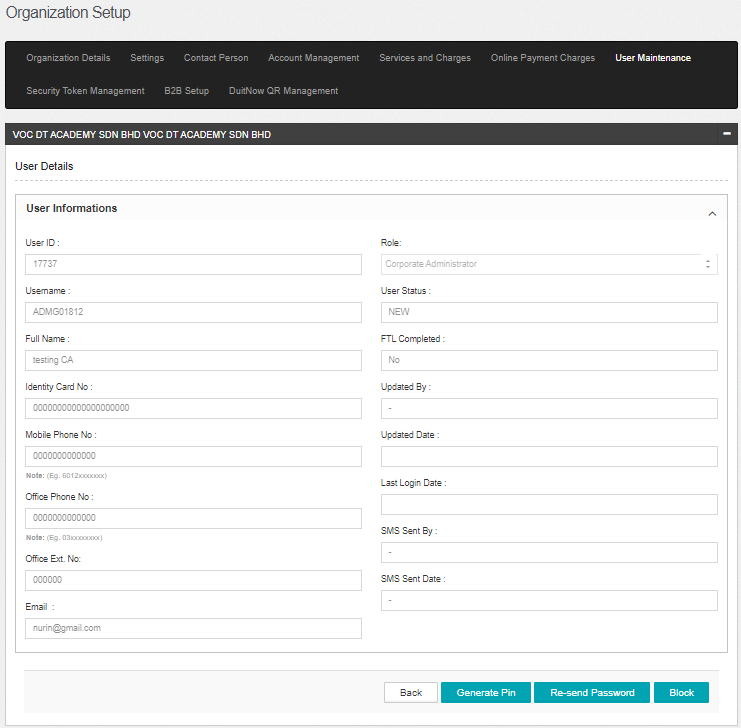 Organization Setup
Organization Details Settings Contact Person Account Management Services and Charges Online Payment Charges User Maintenance
Security Token Management B2B Setup DuitNow QR Management
VOC DT ACADEMY SDN BHD VOC DT ACADEMY SDN BHD
User Details
User Informations
User ID :
17737
Username :
ADMG01812
Full Name :
testing CA
Identity Card No :
00000000000000000000
Mobile Phone No :
0000000000000
Note: (Eg. 6012xxxxxxx)
Office Phone No :
0000000000000
Note: (Eg. 03xxxxxxxx)
Office Ext. No:
000000
Email :
nurin@gmail.com
Role:
Corporate Administrator
User Status :
NEW
FTL Completed :
No
Updated By :
-
Updated Date :
Last Login Date :
SMS Sent By :
-
SMS Sent Date :
-
Back Generate Pin Re-send Password Block